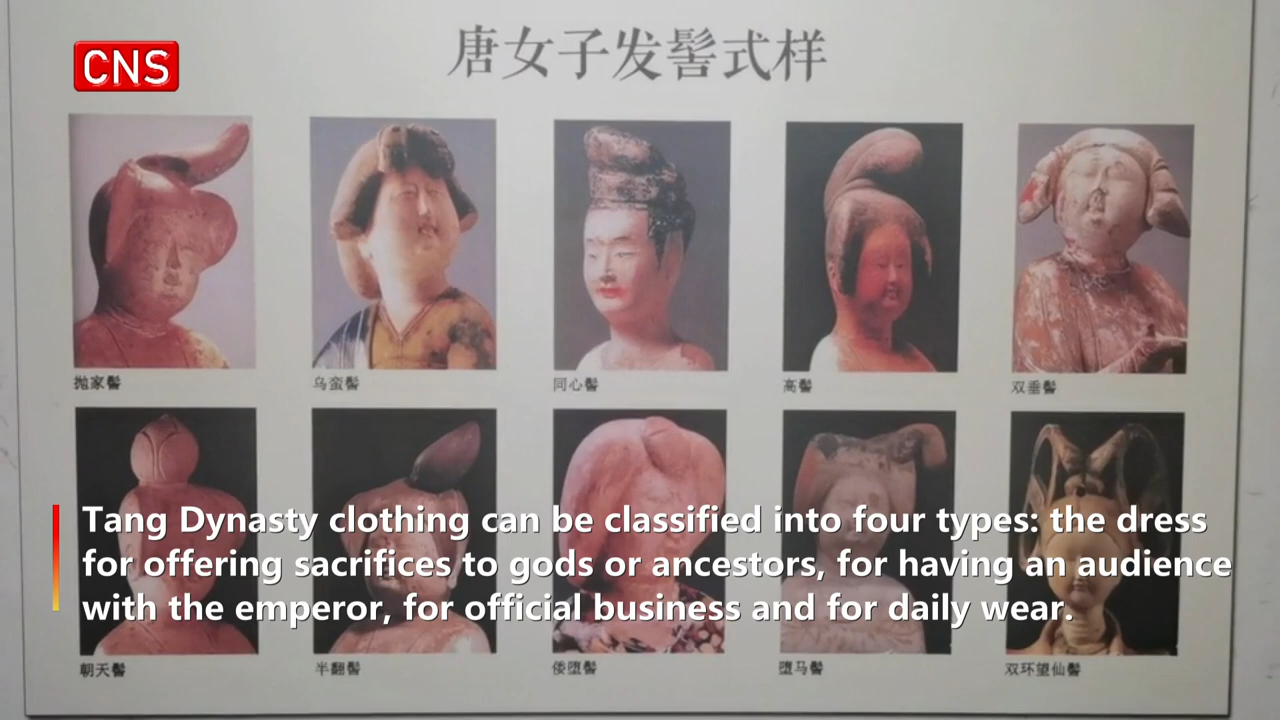 CNS
唐女子发髻式样
抛家髻
乌蛮髻
同心髻
高髻
双垂髻
Tang Dynasty clothing can be classified into four types: the dress
for offering sacrifices to gods or ancestors, for having an audience
with the emperor, for official business and for daily wear.
朝天髻
半翻髻
倭堕髻
堕马髻
双环望仙髻